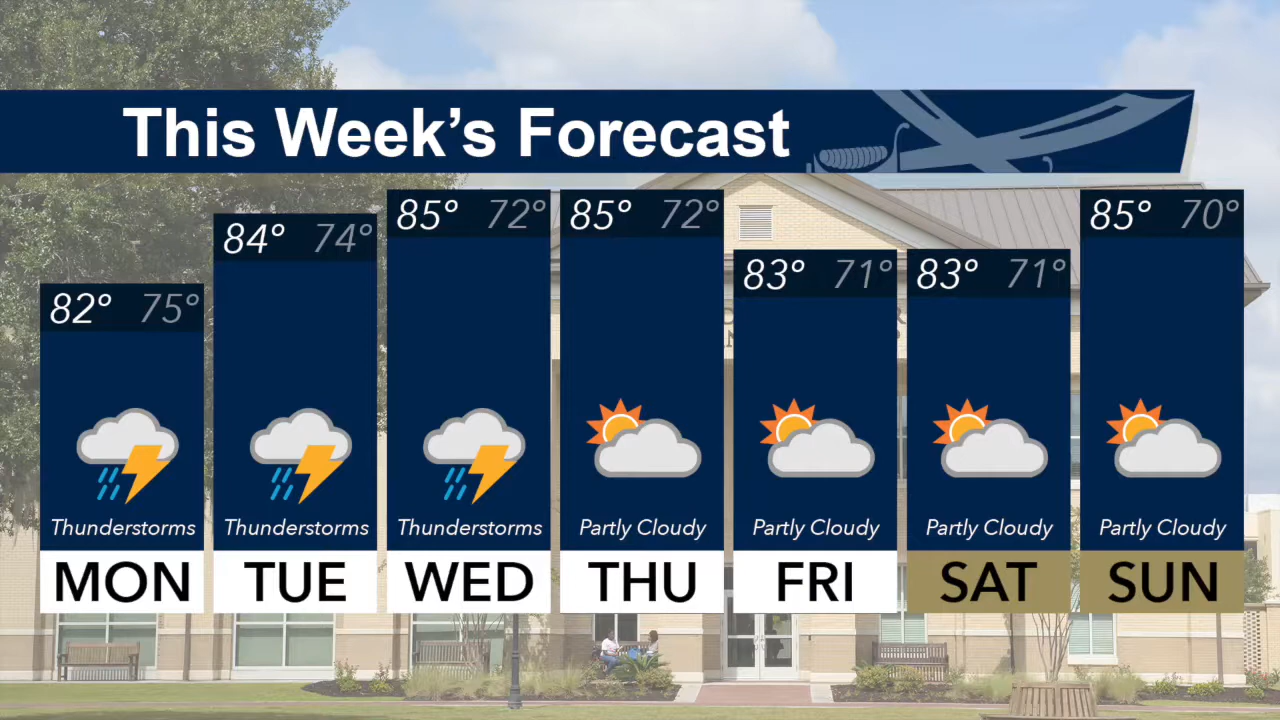 This Week's Forecast
82° 75°
Thunderstorms
MON
84° 74°
Thunderstorms
TUE
85° 72°
Thunderstorms
WED
85° 72°
Partly Cloudy
THU
83° 71°
Partly Cloudy
FRI
83° 71°
Partly Cloudy
SAT
85° 70°
Partly Cloudy
SUN